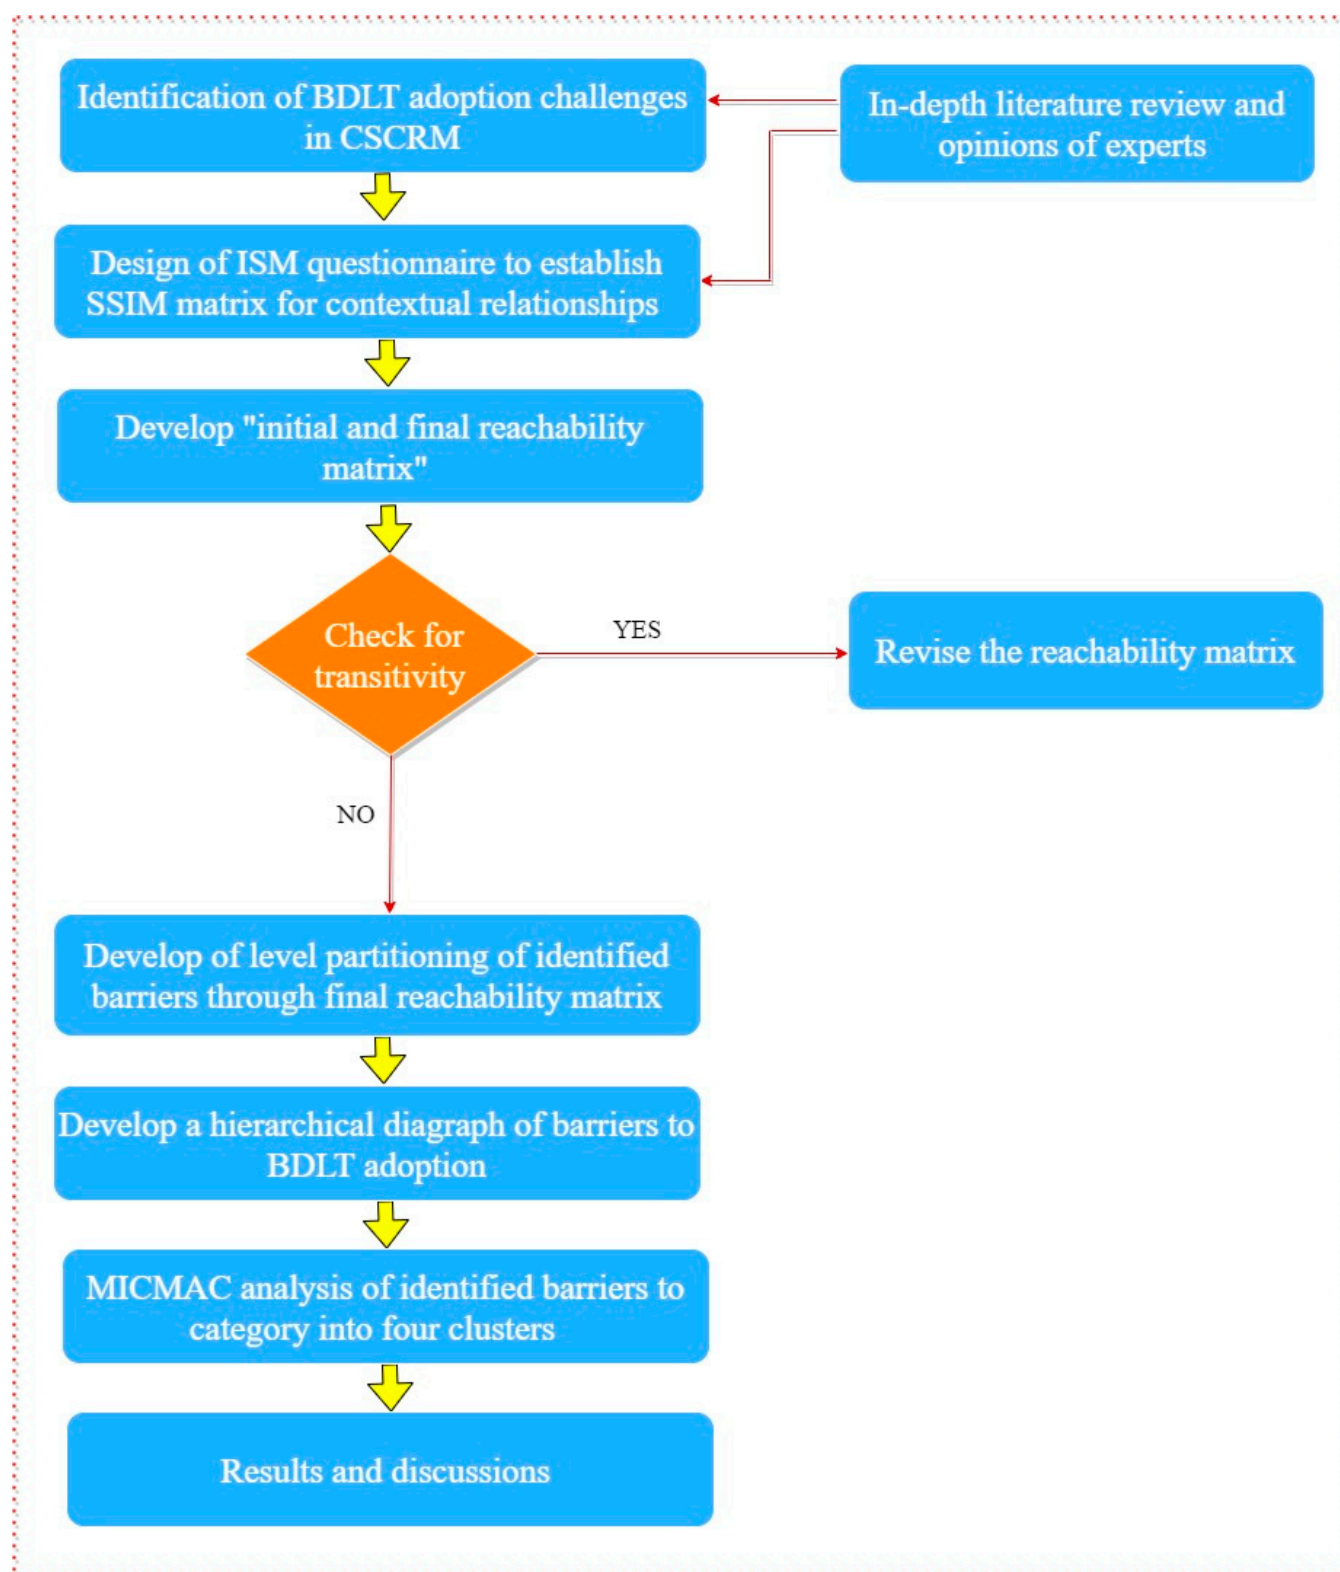 Identification of BDLT adoption challenges
in CSCRM
In-depth literature review and
opinions of experts
Design of ISM questionnaire to establish
SSIM matrix for contextual relationships
Develop "initial and final reachability
matrix"
Check for
transitivity
YES
Revise the reachability matrix
NO
Develop of level partitioning of identified
barriers through final reachability matrix
Develop a hierarchical diagraph of barriers to
BDLT adoption
MICMAC analysis of identified barriers to
category into four clusters
Results and discussions